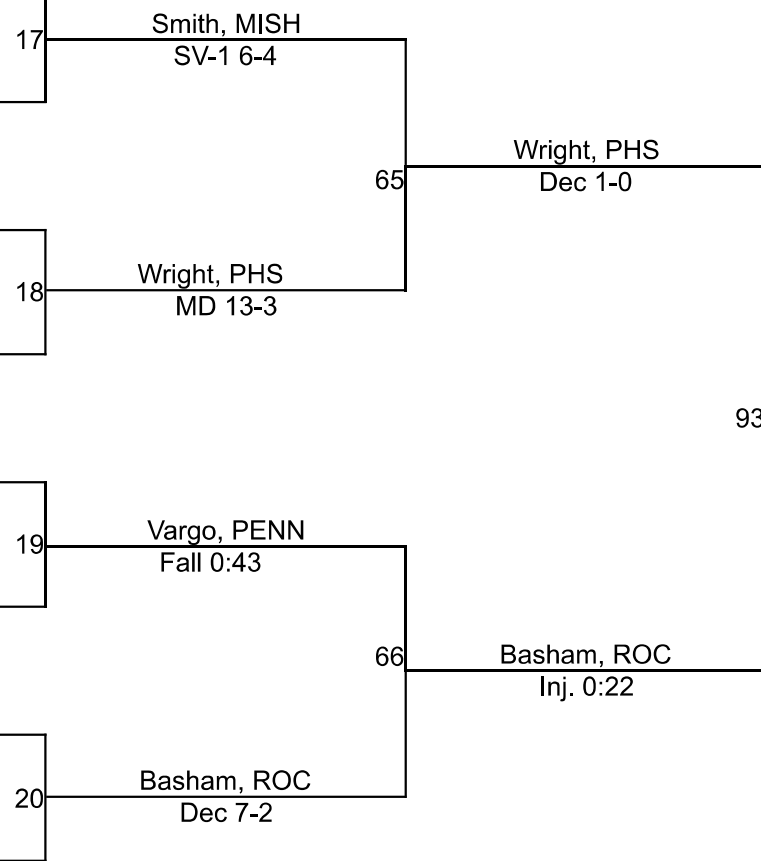 Smith, MISH
17
SV-1 6-4
Wright, PHS
65
Dec 1-0
Wright, PHS
18
MD 13-3
93
Vargo, PENN
19
Fall 0:43
Basham, ROC
66
Inj. 0:22
Basham, ROC
20
Dec 7-2